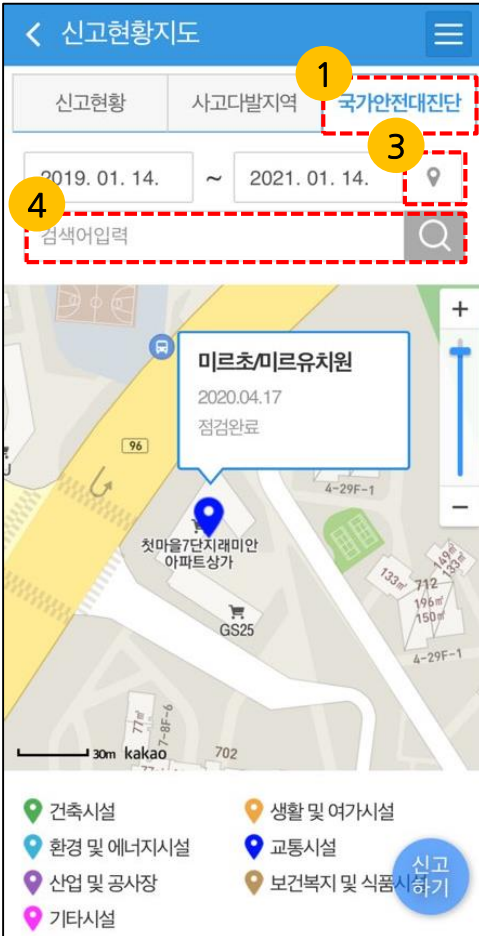 신고현황지도
1
신고현황 사고다발지역 국가안전대진단
3
2019. 01. 14. ~ 2021. 01. 14.
4
검색어입력
+
미르초/미르유치원
2020.04.17
점검완료
96
4-29F-1
−
첫마을7단지래미안
아파트상가
149㎡
133㎡
133㎡
712
196㎡
150㎡
GS25
4-29F-1
77㎡
7-8F-6
30m kakao
702
건축시설 생활 및 여가시설
환경 및 에너지시설 교통시설
산업 및 공사장 보건복지 및 식품시설
기타시설
신고
하기